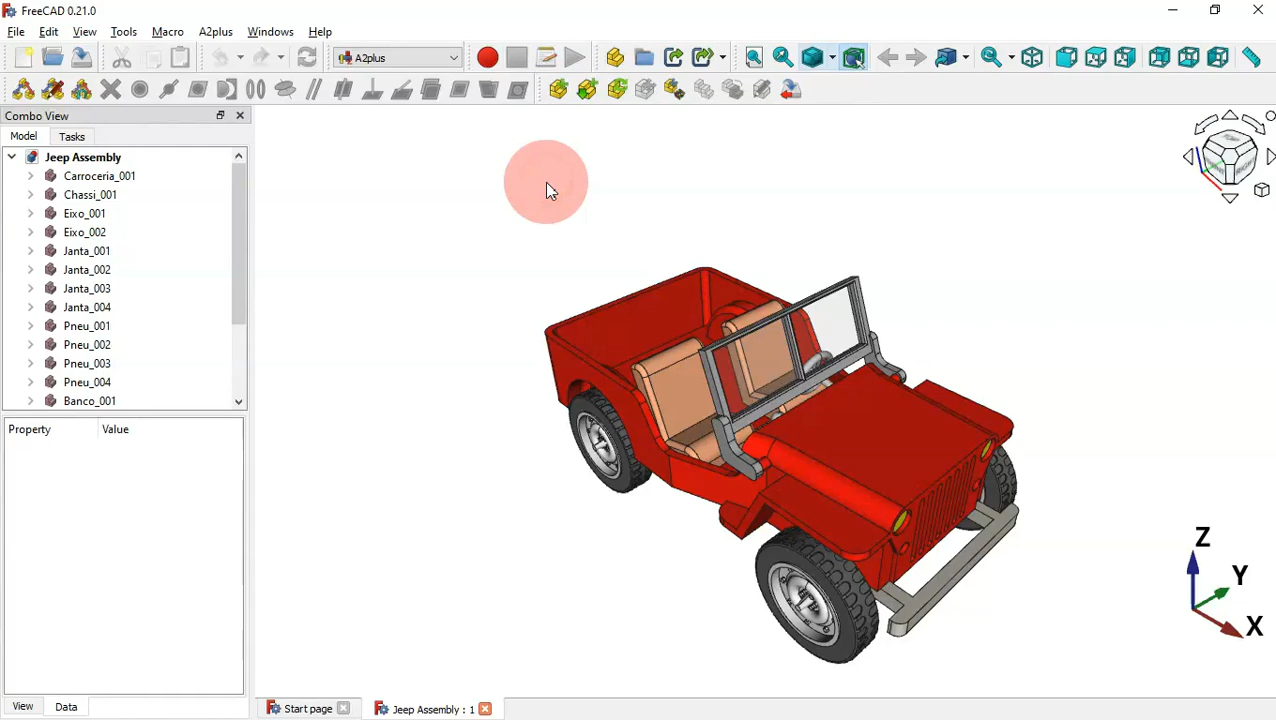 FreeCAD 0.21.0
File Edit View Tools Macro A2plus Windows Help
A2plus
Combo View
Model Tasks
Jeep Assembly
Carroceria_001
Chassi_001
Eixo_001
Eixo_002
Janta_001
Janta_002
Janta_003
Janta_004
Pneu_001
Pneu_002
Pneu_003
Pneu_004
Banco_001
Property Value
Z
Y
X
View Data
Start page Jeep Assembly : 1